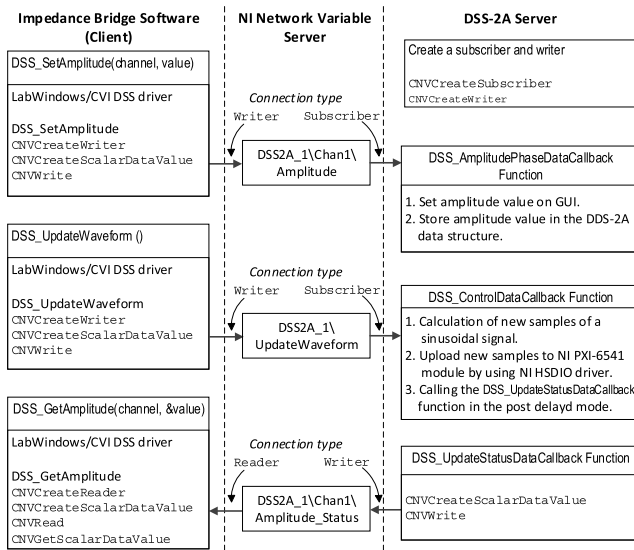 Impedance Bridge Software
(Client)
DSS_SetAmplitude(channel, value)
LabWindows/CVI DSS driver
DSS_SetAmplitude
CNVCreateWriter
CNVCreateScalarDataValue
CNVWrite
DSS_UpdateWaveform ()
LabWindows/CVI DSS driver
DSS_UpdateWaveform
CNVCreateWriter
CNVCreateScalarDataValue
CNVWrite
DSS_GetAmplitude(channel, &value)
LabWindows/CVI DSS driver
DSS_GetAmplitude
CNVCreateReader
CNVCreateScalarDataValue
CNVRead
CNVGetScalarDataValue
NI Network Variable
Server
Connection type
Writer Subscriber
DSS2A_1\Chan1\
Amplitude
Connection type
Writer Subscriber
DSS2A_1\
UpdateWaveform
Connection type
Reader Writer
DSS2A_1\Chan1\
Amplitude_Status
DSS-2A Server
Create a subscriber and writer
CNVCreateSubscriber
CNVCreateWriter
DSS_AmplitudePhaseDataCallback
Function
1. Set amplitude value on GUI.
2. Store amplitude value in the DDS-2A
data structure.
DSS_ControlDataCallback Function
1. Calculation of new samples of a
sinusoidal signal.
2. Upload new samples to NI PXI-6541
module by using NI HSDIO driver.
3. Calling the DSS_UpdateStatusDataCallback
function in the post delayd mode.
DSS_UpdateStatusDataCallback Function
CNVCreateScalarDataValue
CNVWrite